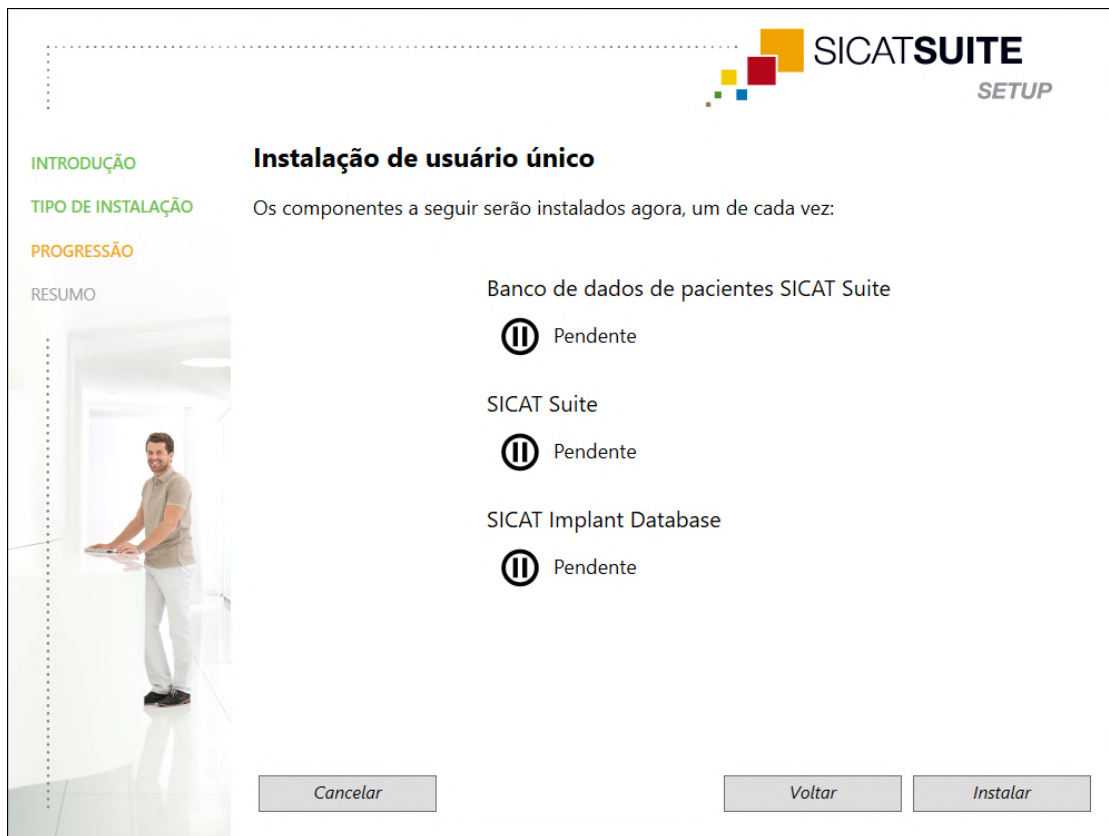 SICATSUITE
SETUP
INTRODUÇÃO
TIPO DE INSTALAÇÃO
PROGRESSÃO
RESUMO
Instalação de usuário único
Os componentes a seguir serão instalados agora, um de cada vez:
Banco de dados de pacientes SICAT Suite
Pendente
SICAT Suite
Pendente
SICAT Implant Database
Pendente
Cancelar
Voltar
Instalar